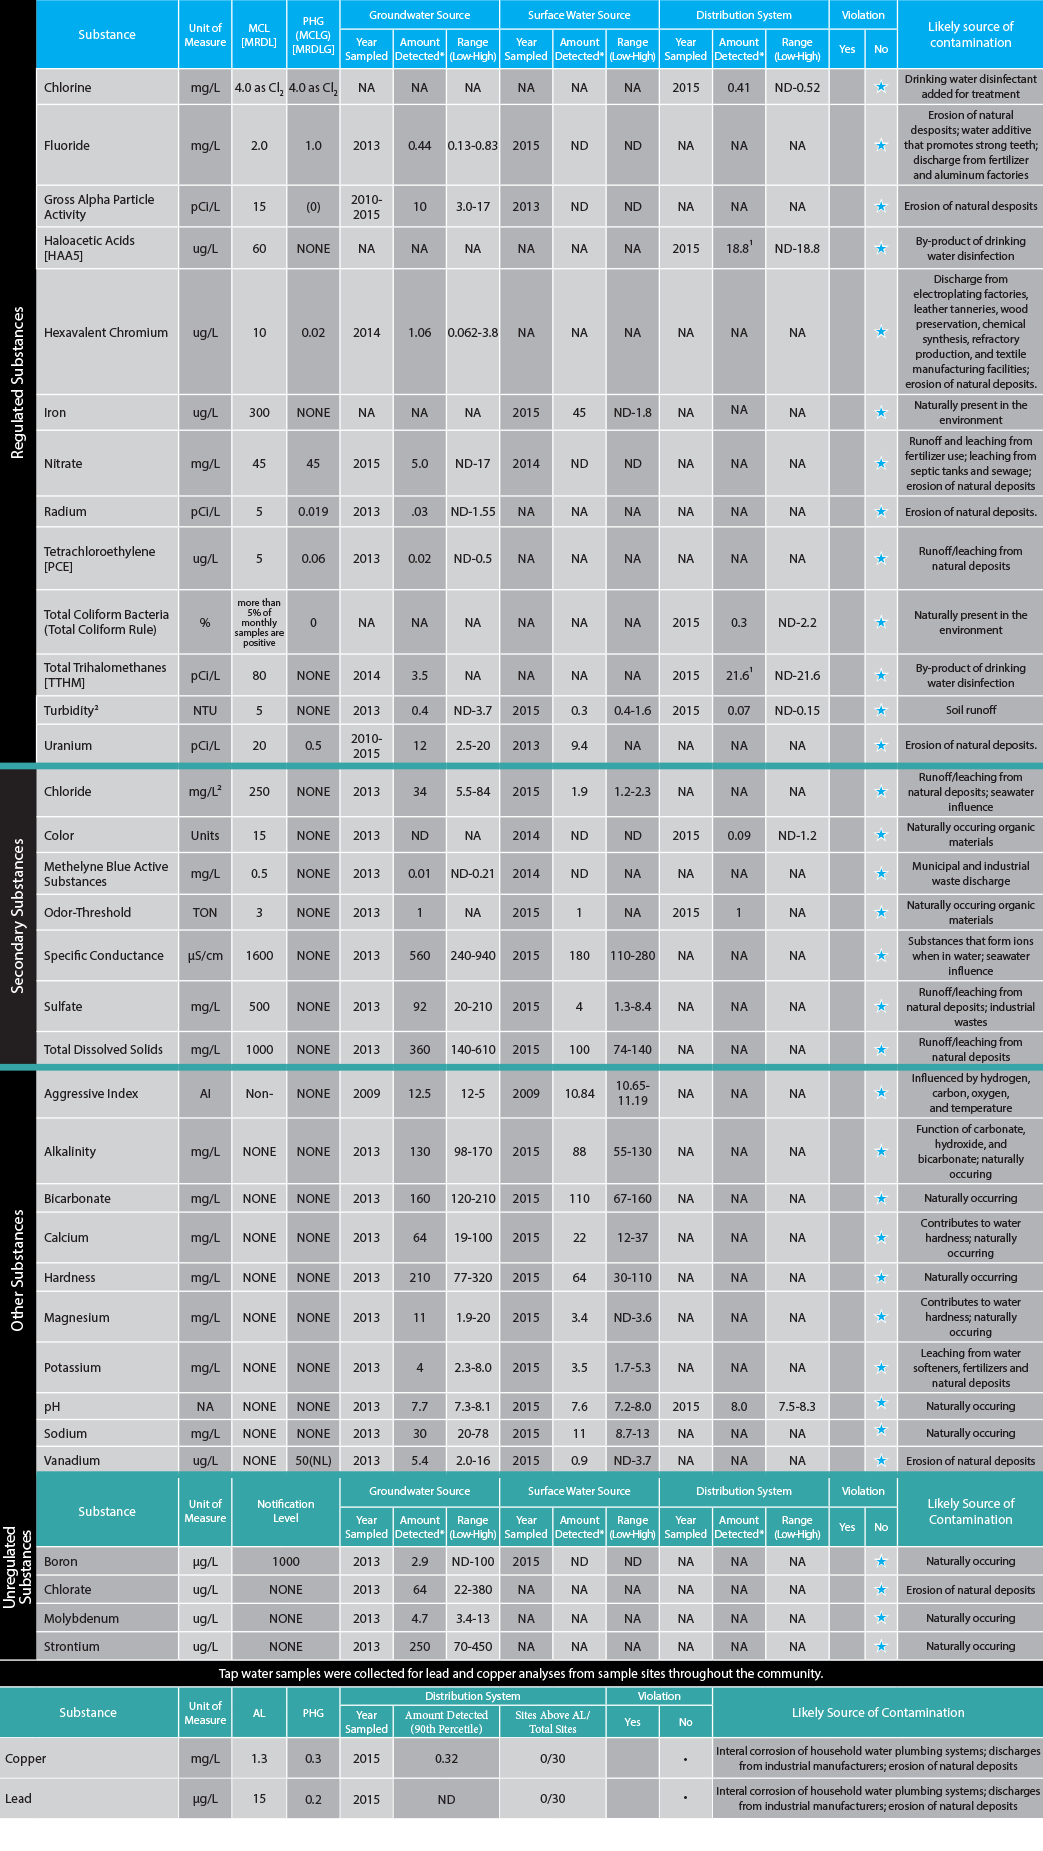 Substance | Unit of Measure | MCL [MRDL] | PHG (MCLG) [MRDLG] | Groundwater Source | Surface Water Source | Distribution System | Violation | Likely source of contamination
Year Sampled | Amount Detected* | Range (Low-High) | Year Sampled | Amount Detected* | Range (Low-High) | Year Sampled | Amount Detected* | Range (Low-High) | Yes | No
Regulated Substances
Chlorine | mg/L | 4.0 as Cl2 | 4.0 as Cl2 | NA | NA | NA | NA | NA | NA | 2015 | 0.41 | ND-0.52 | ★ | Drinking water disinfectant added for treatment
Fluoride | mg/L | 2.0 | 1.0 | 2013 | 0.44 | 0.13-0.83 | 2015 | ND | ND | NA | NA | NA | ★ | Erosion of natural desposits; water additive that promotes strong teeth; discharge from fertilizer and aluminum factories
Gross Alpha Particle Activity | pCi/L | 15 | (0) | 2010-2015 | 10 | 3.0-17 | 2013 | ND | ND | NA | NA | NA | ★ | Erosion of natural desposits
Haloacetic Acids [HAA5] | ug/L | 60 | NONE | NA | NA | NA | NA | NA | NA | 2015 | 18.8¹ | ND-18.8 | ★ | By-product of drinking water disinfection
Hexavalent Chromium | ug/L | 10 | 0.02 | 2014 | 1.06 | 0.062-3.8 | NA | NA | NA | NA | NA | NA | ★ | Discharge from electroplating factories, leather tanneries, wood preservation, chemical synthesis, refractory production, and textile manufacturing facilities; erosion of natural deposits.
Iron | ug/L | 300 | NONE | NA | NA | NA | 2015 | 45 | ND-1.8 | NA | NA | NA | ★ | Naturally present in the environment
Nitrate | mg/L | 45 | 45 | 2015 | 5.0 | ND-17 | 2014 | ND | ND | NA | NA | NA | ★ | Runoff and leaching from fertilizer use; leaching from septic tanks and sewage; erosion of natural deposits
Radium | pCi/L | 5 | 0.019 | 2013 | .03 | ND-1.55 | NA | NA | NA | NA | NA | NA | ★ | Erosion of natural deposits.
Tetrachloroethylene [PCE] | ug/L | 5 | 0.06 | 2013 | 0.02 | ND-0.5 | NA | NA | NA | NA | NA | NA | ★ | Runoff/leaching from natural deposits
Total Coliform Bacteria (Total Coliform Rule) | % | more than 5% of monthly samples are positive | 0 | NA | NA | NA | NA | NA | NA | 2015 | 0.3 | ND-2.2 | ★ | Naturally present in the environment
Total Trihalomethanes [TTHM] | pCi/L | 80 | NONE | 2014 | 3.5 | NA | NA | NA | NA | 2015 | 21.6¹ | ND-21.6 | ★ | By-product of drinking water disinfection
Turbidity² | NTU | 5 | NONE | 2013 | 0.4 | ND-3.7 | 2015 | 0.3 | 0.4-1.6 | 2015 | 0.07 | ND-0.15 | ★ | Soil runoff
Uranium | pCi/L | 20 | 0.5 | 2010-2015 | 12 | 2.5-20 | 2013 | 9.4 | NA | NA | NA | NA | ★ | Erosion of natural deposits.
Secondary Substances
Chloride | mg/L² | 250 | NONE | 2013 | 34 | 5.5-84 | 2015 | 1.9 | 1.2-2.3 | NA | NA | NA | ★ | Runoff/leaching from natural deposits; seawater influence
Color | Units | 15 | NONE | 2013 | ND | NA | 2014 | ND | ND | 2015 | 0.09 | ND-1.2 | ★ | Naturally occuring organic materials
Methelyne Blue Active Substances | mg/L | 0.5 | NONE | 2013 | 0.01 | ND-0.21 | 2014 | ND | NA | NA | NA | NA | ★ | Municipal and industrial waste discharge
Odor-Threshold | TON | 3 | NONE | 2013 | 1 | NA | 2015 | 1 | NA | 2015 | 1 | NA | ★ | Naturally occuring organic materials
Specific Conductance | µS/cm | 1600 | NONE | 2013 | 560 | 240-940 | 2015 | 180 | 110-280 | NA | NA | NA | ★ | Substances that form ions when in water; seawater influence
Sulfate | mg/L | 500 | NONE | 2013 | 92 | 20-210 | 2015 | 4 | 1.3-8.4 | NA | NA | NA | ★ | Runoff/leaching from natural deposits; industrial wastes
Total Dissolved Solids | mg/L | 1000 | NONE | 2013 | 360 | 140-610 | 2015 | 100 | 74-140 | NA | NA | NA | ★ | Runoff/leaching from natural deposits
Other Substances
Aggressive Index | AI | Non- | NONE | 2009 | 12.5 | 12-5 | 2009 | 10.84 | 10.65-11.19 | NA | NA | NA | ★ | Influenced by hydrogen, carbon, oxygen, and temperature
Alkalinity | mg/L | NONE | NONE | 2013 | 130 | 98-170 | 2015 | 88 | 55-130 | NA | NA | NA | ★ | Function of carbonate, hydroxide, and bicarbonate; naturally occuring
Bicarbonate | mg/L | NONE | NONE | 2013 | 160 | 120-210 | 2015 | 110 | 67-160 | NA | NA | NA | ★ | Naturally occurring
Calcium | mg/L | NONE | NONE | 2013 | 64 | 19-100 | 2015 | 22 | 12-37 | NA | NA | NA | ★ | Contributes to water hardness; naturally occurring
Hardness | mg/L | NONE | NONE | 2013 | 210 | 77-320 | 2015 | 64 | 30-110 | NA | NA | NA | ★ | Naturally occurring
Magnesium | mg/L | NONE | NONE | 2013 | 11 | 1.9-20 | 2015 | 3.4 | ND-3.6 | NA | NA | NA | ★ | Contributes to water hardness; naturally occuring
Potassium | mg/L | NONE | NONE | 2013 | 4 | 2.3-8.0 | 2015 | 3.5 | 1.7-5.3 | NA | NA | NA | ★ | Leaching from water softeners, fertilizers and natural deposits
pH | NA | NONE | NONE | 2013 | 7.7 | 7.3-8.1 | 2015 | 7.6 | 7.2-8.0 | 2015 | 8.0 | 7.5-8.3 | ★ | Naturally occuring
Sodium | mg/L | NONE | NONE | 2013 | 30 | 20-78 | 2015 | 11 | 8.7-13 | NA | NA | NA | ★ | Naturally occuring
Vanadium | ug/L | NONE | 50(NL) | 2013 | 5.4 | 2.0-16 | 2015 | 0.9 | ND-3.7 | NA | NA | NA | ★ | Erosion of natural deposits
Unregulated Substances
Substance | Unit of Measure | Notification Level | Groundwater Source | Surface Water Source | Distribution System | Violation | Likely Source of Contamination
Year Sampled | Amount Detected* | Range (Low-High) | Year Sampled | Amount Detected* | Range (Low-High) | Year Sampled | Amount Detected* | Range (Low-High) | Yes | No
Boron | µg/L | 1000 | 2013 | 2.9 | ND-100 | 2015 | ND | ND | NA | NA | NA | ★ | Naturally occuring
Chlorate | ug/L | NONE | 2013 | 64 | 22-380 | NA | NA | NA | NA | NA | NA | ★ | Erosion of natural deposits
Molybdenum | ug/L | NONE | 2013 | 4.7 | 3.4-13 | NA | NA | NA | NA | NA | NA | ★ | Naturally occuring
Strontium | ug/L | NONE | 2013 | 250 | 70-450 | NA | NA | NA | NA | NA | NA | ★ | Naturally occuring
Tap water samples were collected for lead and copper analyses from sample sites throughout the community.
Substance | Unit of Measure | AL | PHG | Distribution System | Violation | Likely Source of Contamination
Year Sampled | Amount Detected (90th Percetile) | Sites Above AL/ Total Sites | Yes | No
Copper | mg/L | 1.3 | 0.3 | 2015 | 0.32 | 0/30 | • | Interal corrosion of household water plumbing systems; discharges from industrial manufacturers; erosion of natural deposits
Lead | µg/L | 15 | 0.2 | 2015 | ND | 0/30 | • | Interal corrosion of household water plumbing systems; discharges from industrial manufacturers; erosion of natural deposits